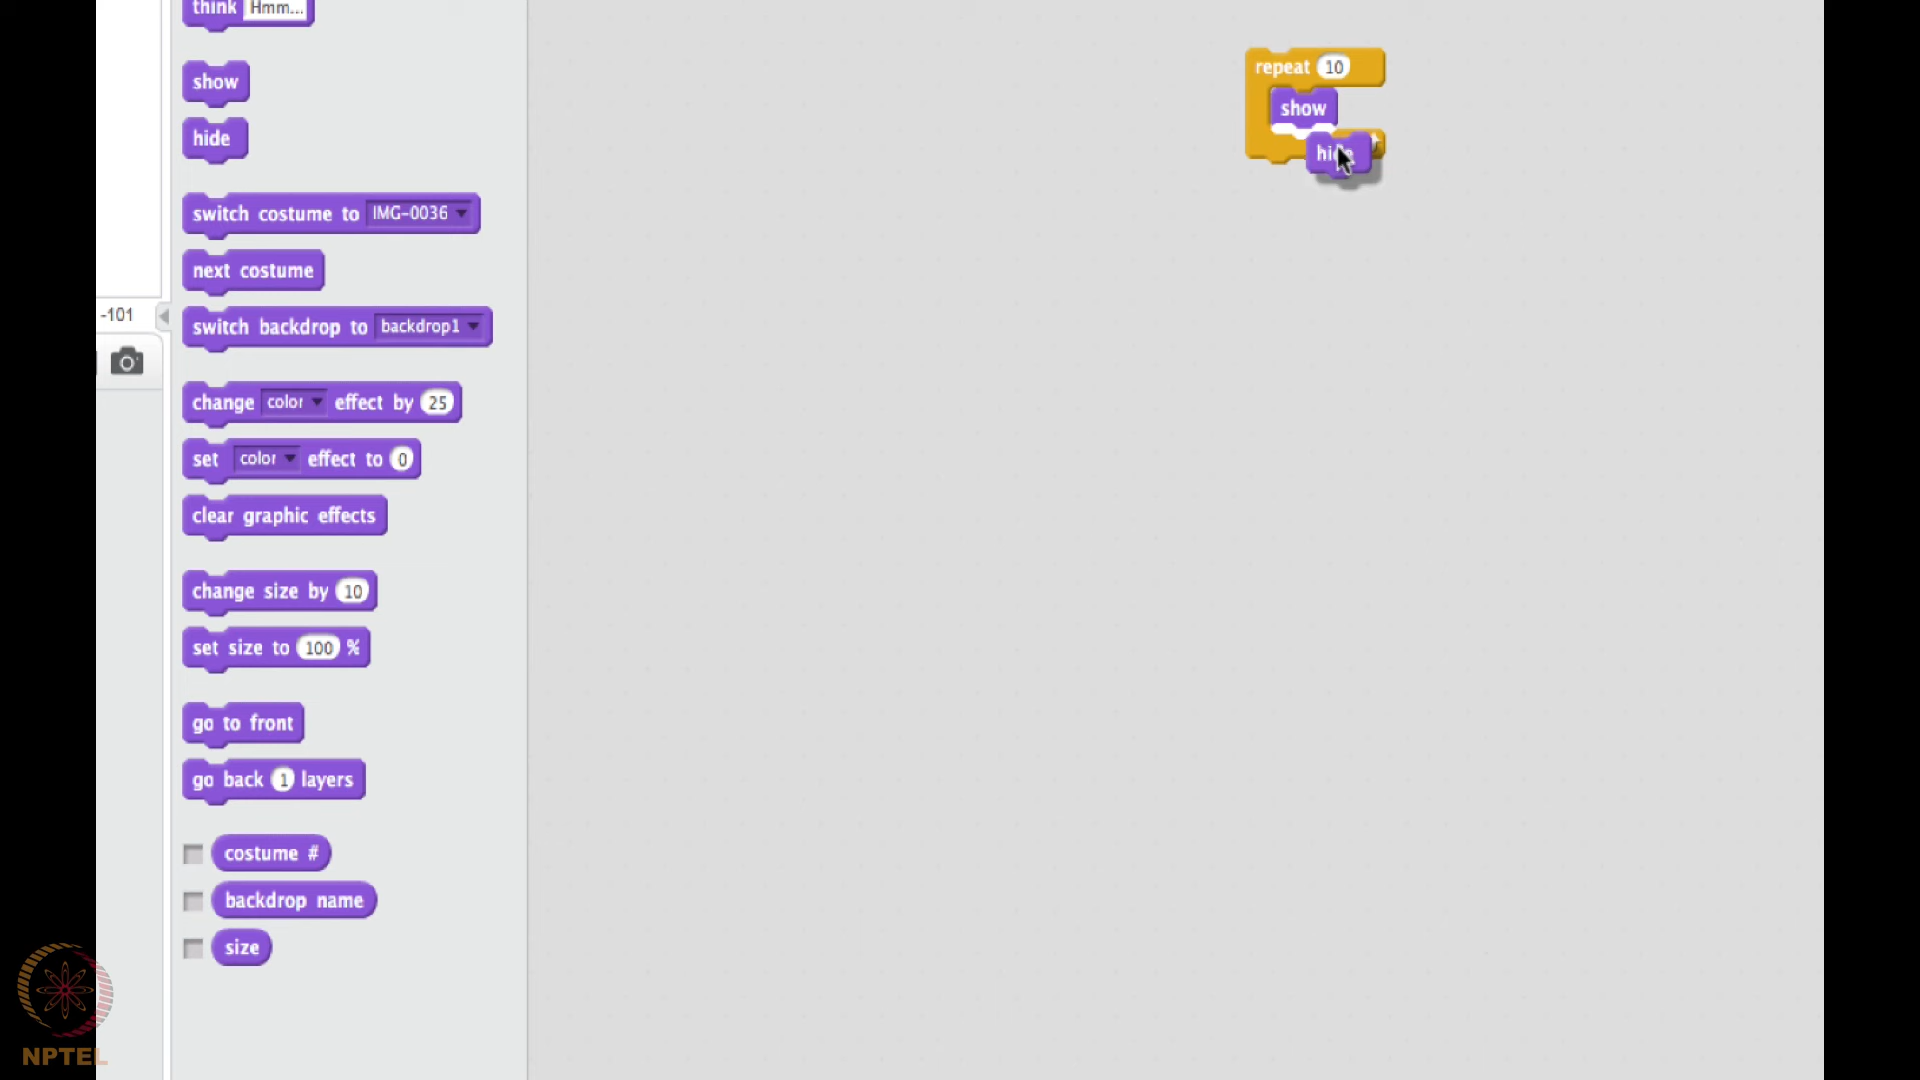 think Hmm...
show
hide
switch costume to IMG-0036
next costume
switch backdrop to backdrop1
-101
change color effect by 25
set color effect to 0
clear graphic effects
change size by 10
set size to 100 %
go to front
go back 1 layers
costume #
backdrop name
size
repeat 10
show
hide
NPTEL